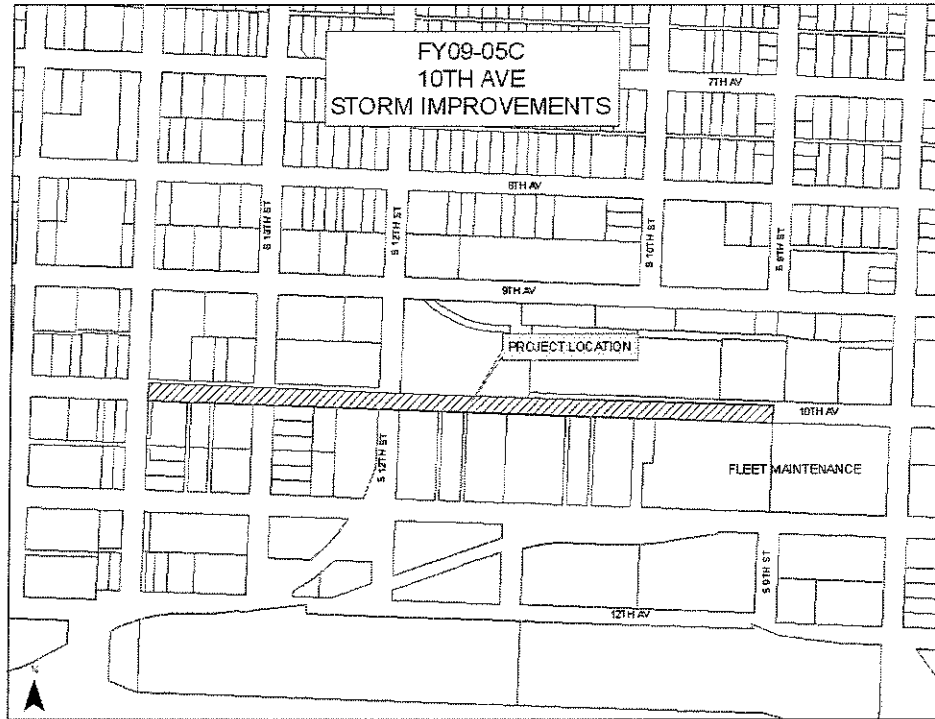 FY09-05C
10TH AVE
STORM IMPROVEMENTS
7TH AV
8TH AV
S 13TH ST
S 12TH ST
S 10TH ST
S 9TH ST
9TH AV
PROJECT LOCATION
10TH AV
S 12TH ST
FLEET MAINTENANCE
S 9TH ST
12TH AV